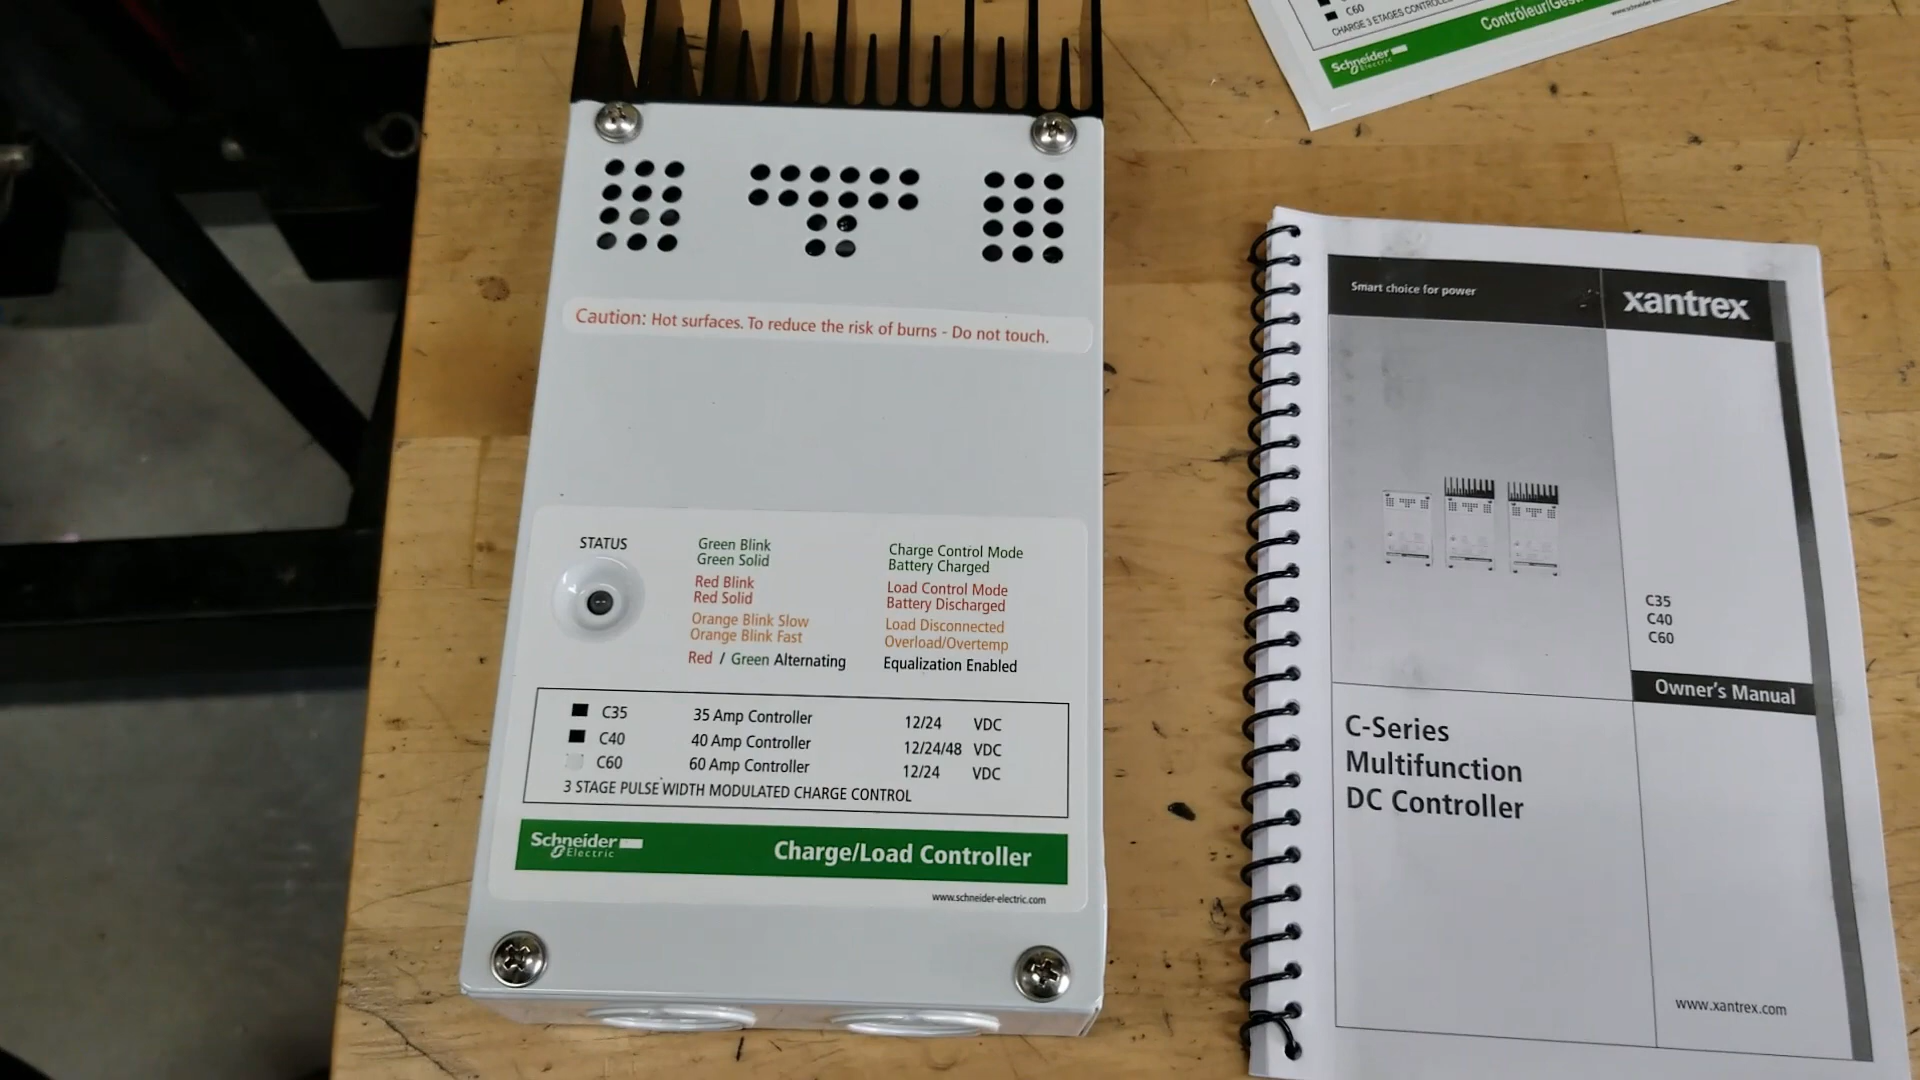 C60
CHARGE 3 ETAGES
Schneider
Electric
Caution: Hot surfaces. To reduce the risk of burns - Do not touch.
STATUS
Green Blink Charge Control Mode
Green Solid Battery Charged
Red Blink Load Control Mode
Red Solid Battery Discharged
Orange Blink Slow Load Disconnected
Orange Blink Fast Overload/Overtemp
Red / Green Alternating Equalization Enabled
C35 35 Amp Controller 12/24 VDC
C40 40 Amp Controller 12/24/48 VDC
C60 60 Amp Controller 12/24 VDC
3 STAGE PULSE WIDTH MODULATED CHARGE CONTROL
Schneider
Electric
Charge/Load Controller
www.schneider-electric.com
Smart choice for power
xantrex
C35
C40
C60
Owner's Manual
C-Series
Multifunction
DC Controller
www.xantrex.com